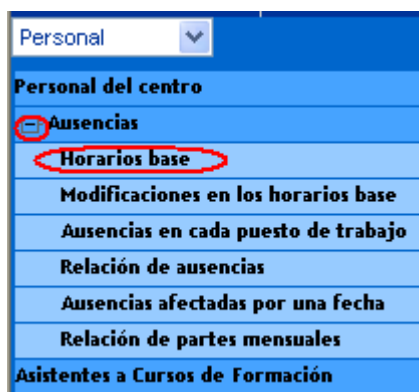 Personal
Personal del centro
Ausencias
Horarios base
Modificaciones en los horarios base
Ausencias en cada puesto de trabajo
Relación de ausencias
Ausencias afectadas por una fecha
Relación de partes mensuales
Asistentes a Cursos de Formación